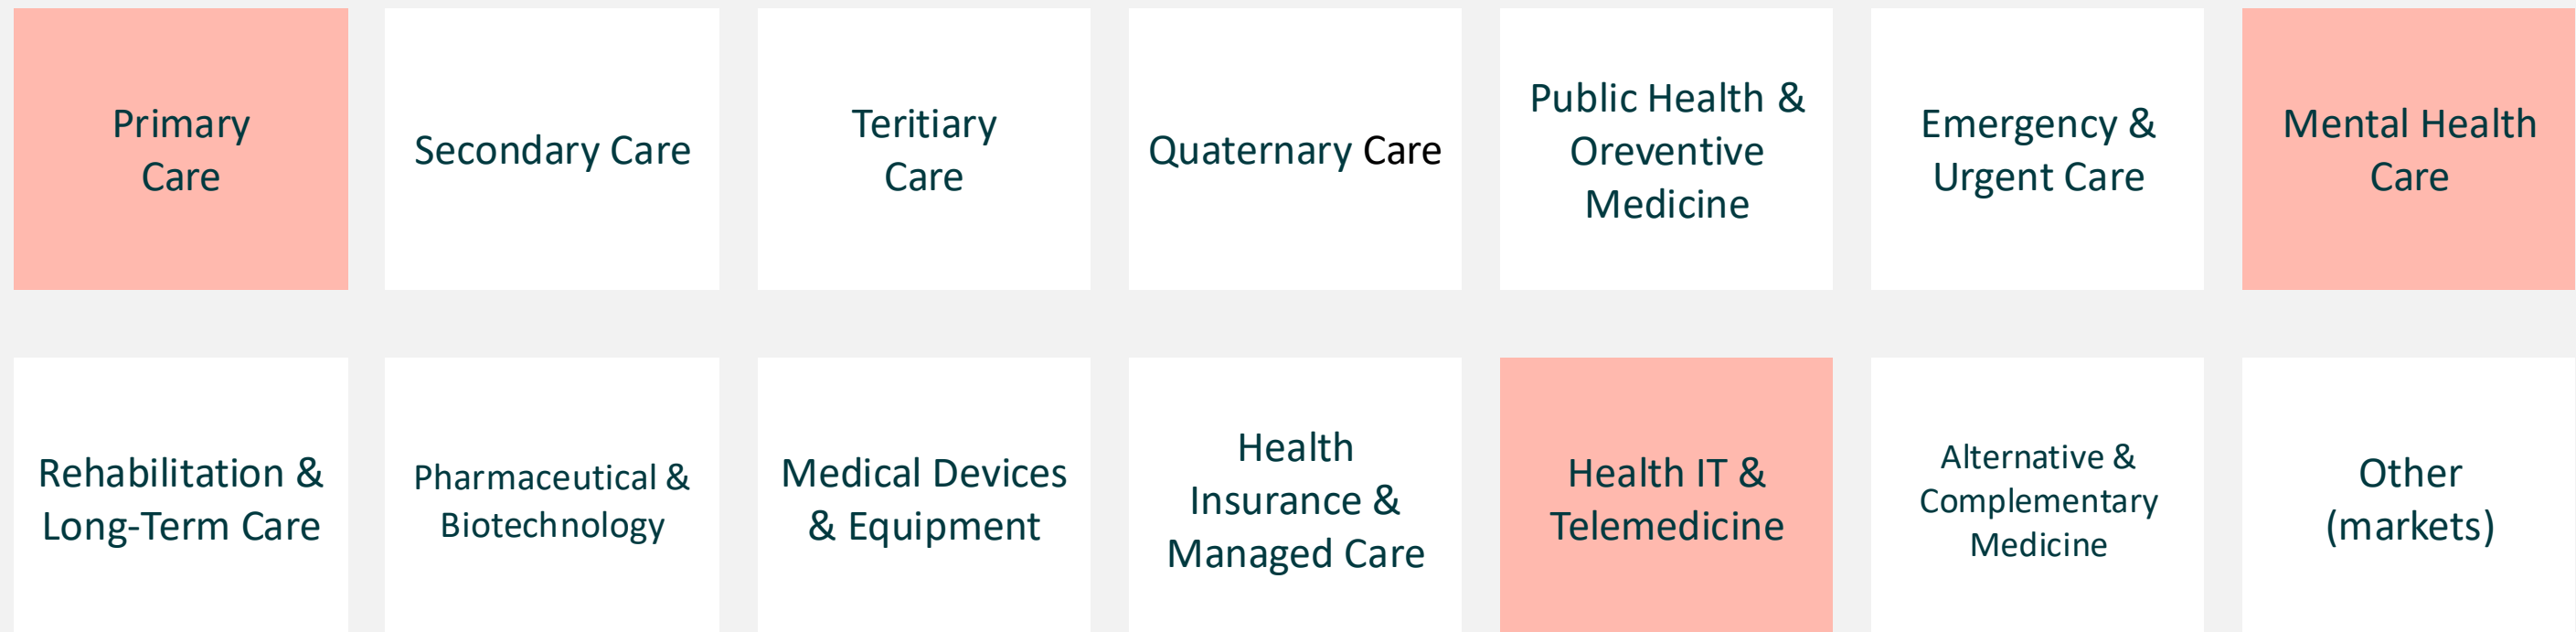 Primary
Care
Secondary Care
Teritiary
Care
Quaternary Care
Public Health &
Oreventive
Medicine
Emergency &
Urgent Care
Mental Health
Care
Rehabilitation &
Long-Term Care
Pharmaceutical &
Biotechnology
Medical Devices
& Equipment
Health
Insurance &
Managed Care
Health IT &
Telemedicine
Alternative &
Complementary
Medicine
Other
(markets)